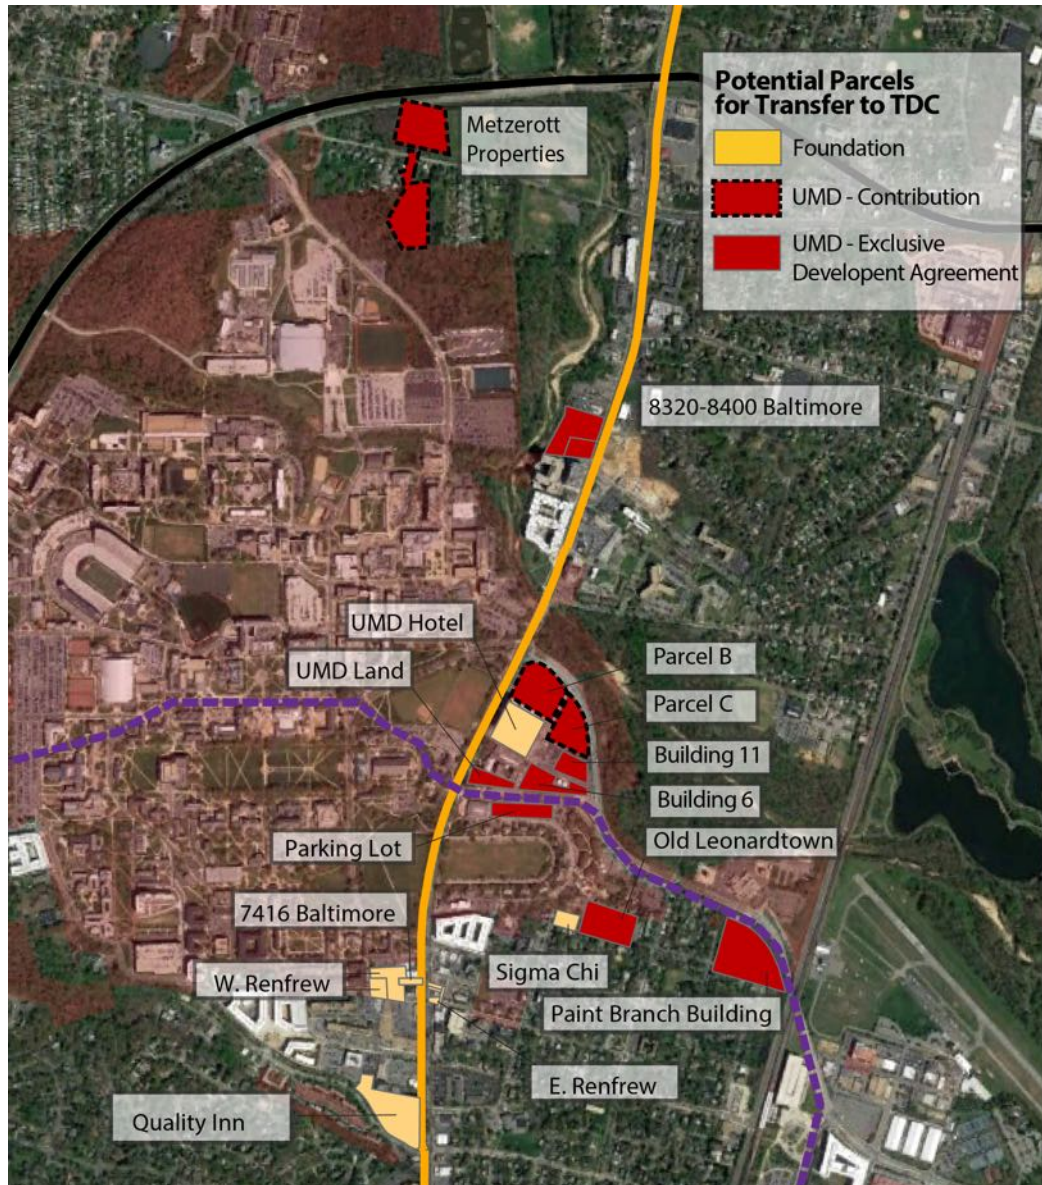 Potential Parcels
for Transfer to TDC
Foundation
UMD - Contribution
UMD - Exclusive
Developent Agreement
Metzerott
Properties
8320-8400 Baltimore
UMD Hotel
UMD Land
Parcel B
Parcel C
Building 11
Building 6
Old Leonardtown
Parking Lot
7416 Baltimore
W. Renfrew
Sigma Chi
Paint Branch Building
E. Renfrew
Quality Inn